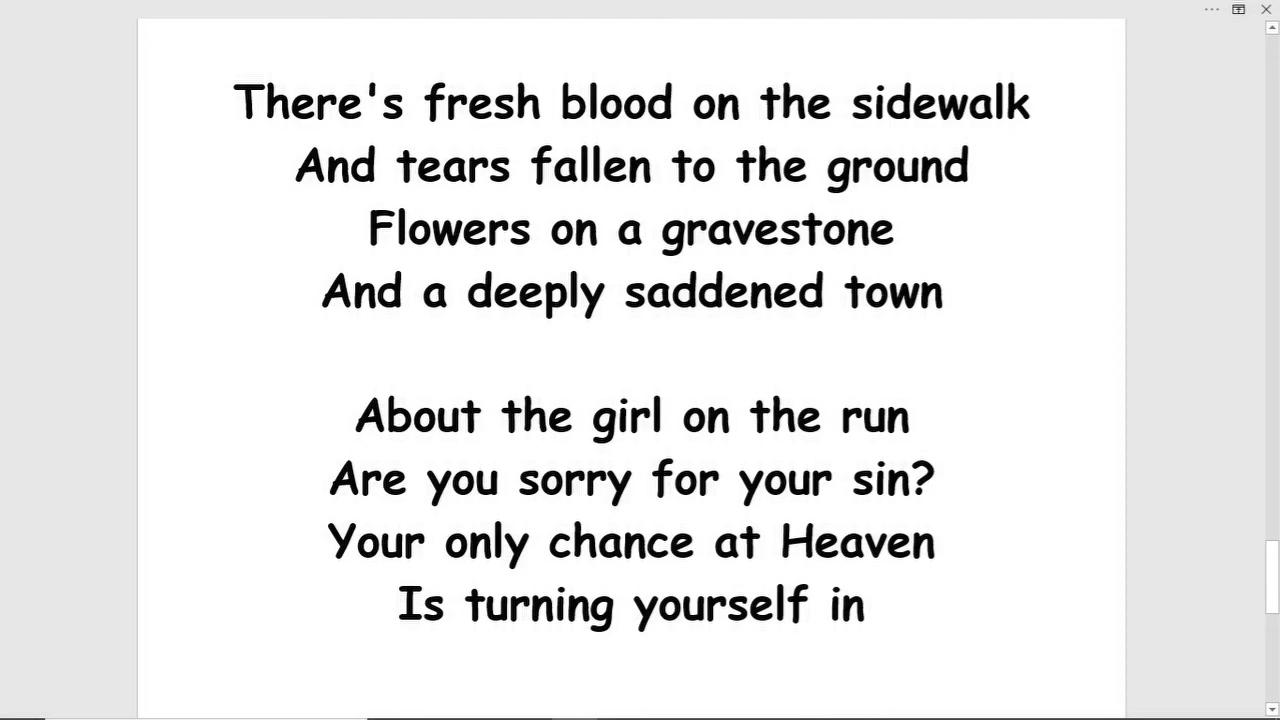 There's fresh blood on the sidewalk
And tears fallen to the ground
Flowers on a gravestone
And a deeply saddened town
About the girl on the run
Are you sorry for your sin?
Your only chance at Heaven
Is turning yourself in